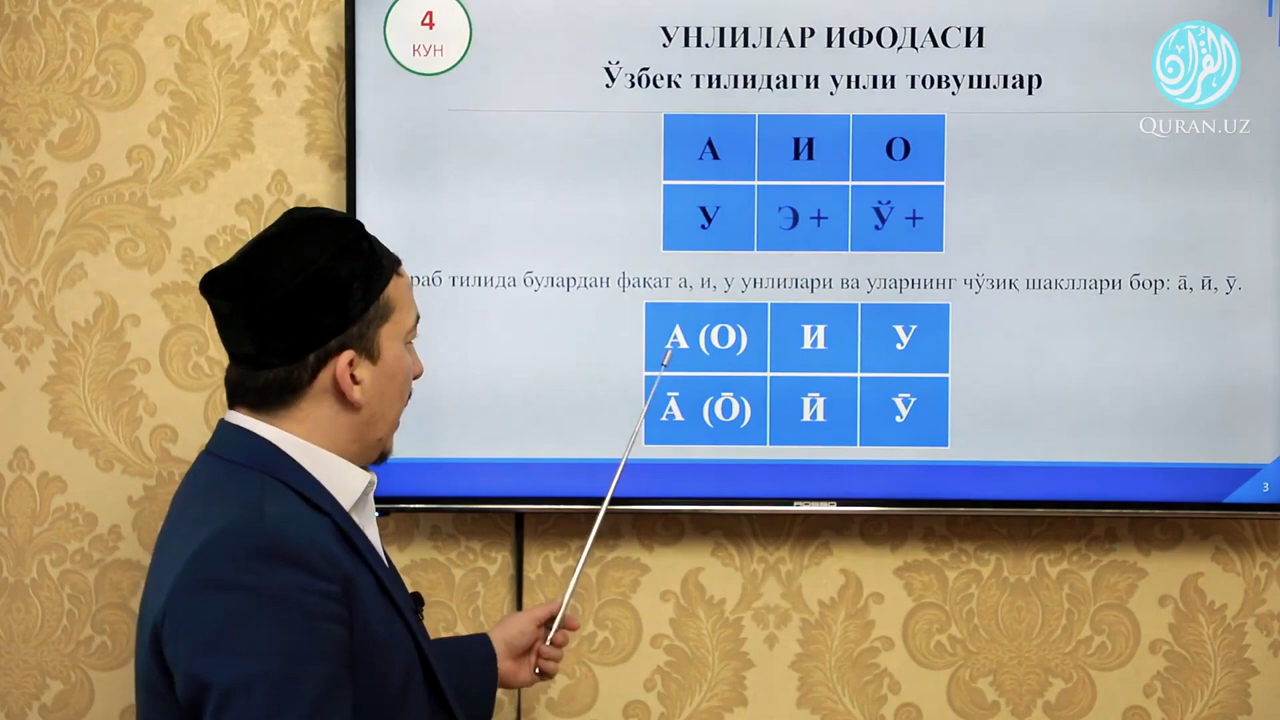 4
КУН
УНЛИЛАР ИФОДАСИ
Ўзбек тилидаги унли товушлар
القرآن
QURAN.UZ
А И О
У Э + Ў +
тилида булардан фақат а, и, у унлилари ва уларнинг чўзиқ шакллари бор: ā, ӣ, ӯ.
А (О) И У
Ā (Ō) Ӣ Ӯ
3